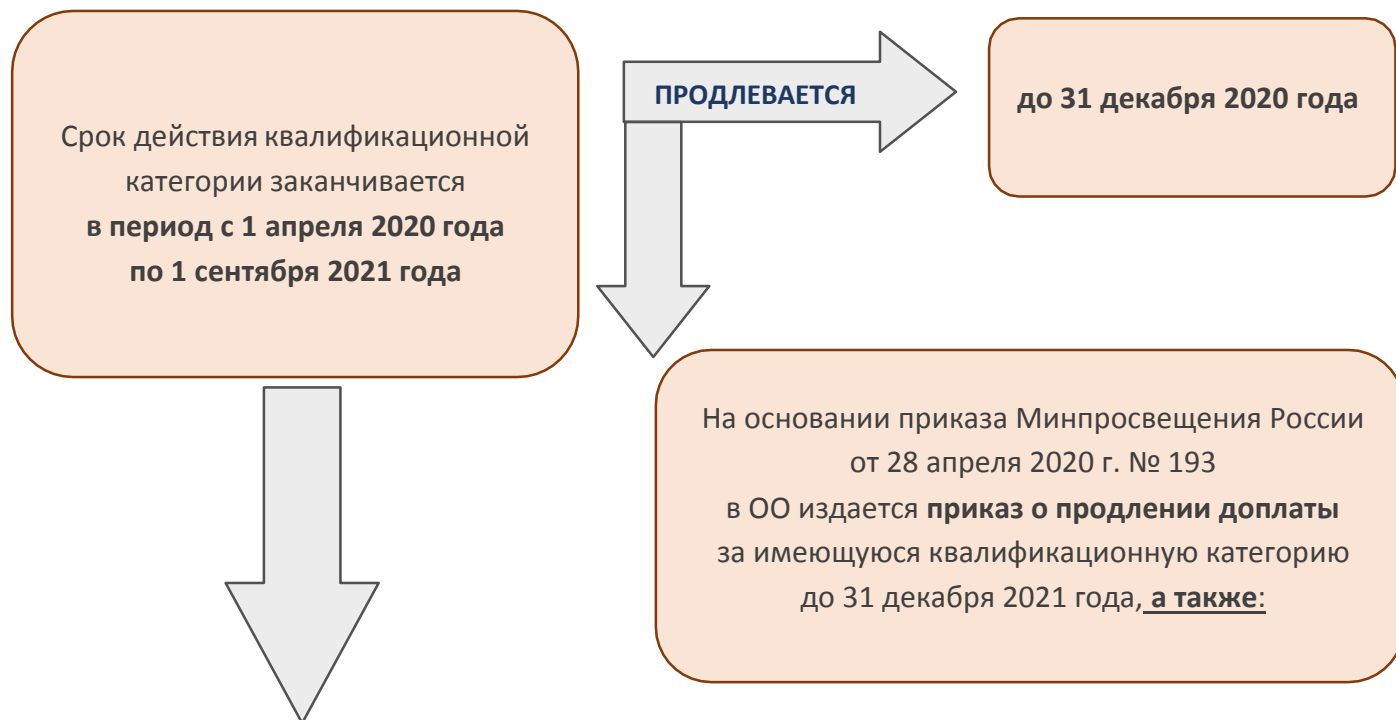 Срок действия квалификационной
категории заканчивается
в период с 1 апреля 2020 года
по 1 сентября 2021 года
ПРОДЛЕВАЕТСЯ
до 31 декабря 2020 года
На основании приказа Минпросвещения России
от 28 апреля 2020 г. № 193
в ОО издается приказ о продлении доплаты
за имеющуюся квалификационную категорию
до 31 декабря 2021 года, а также: